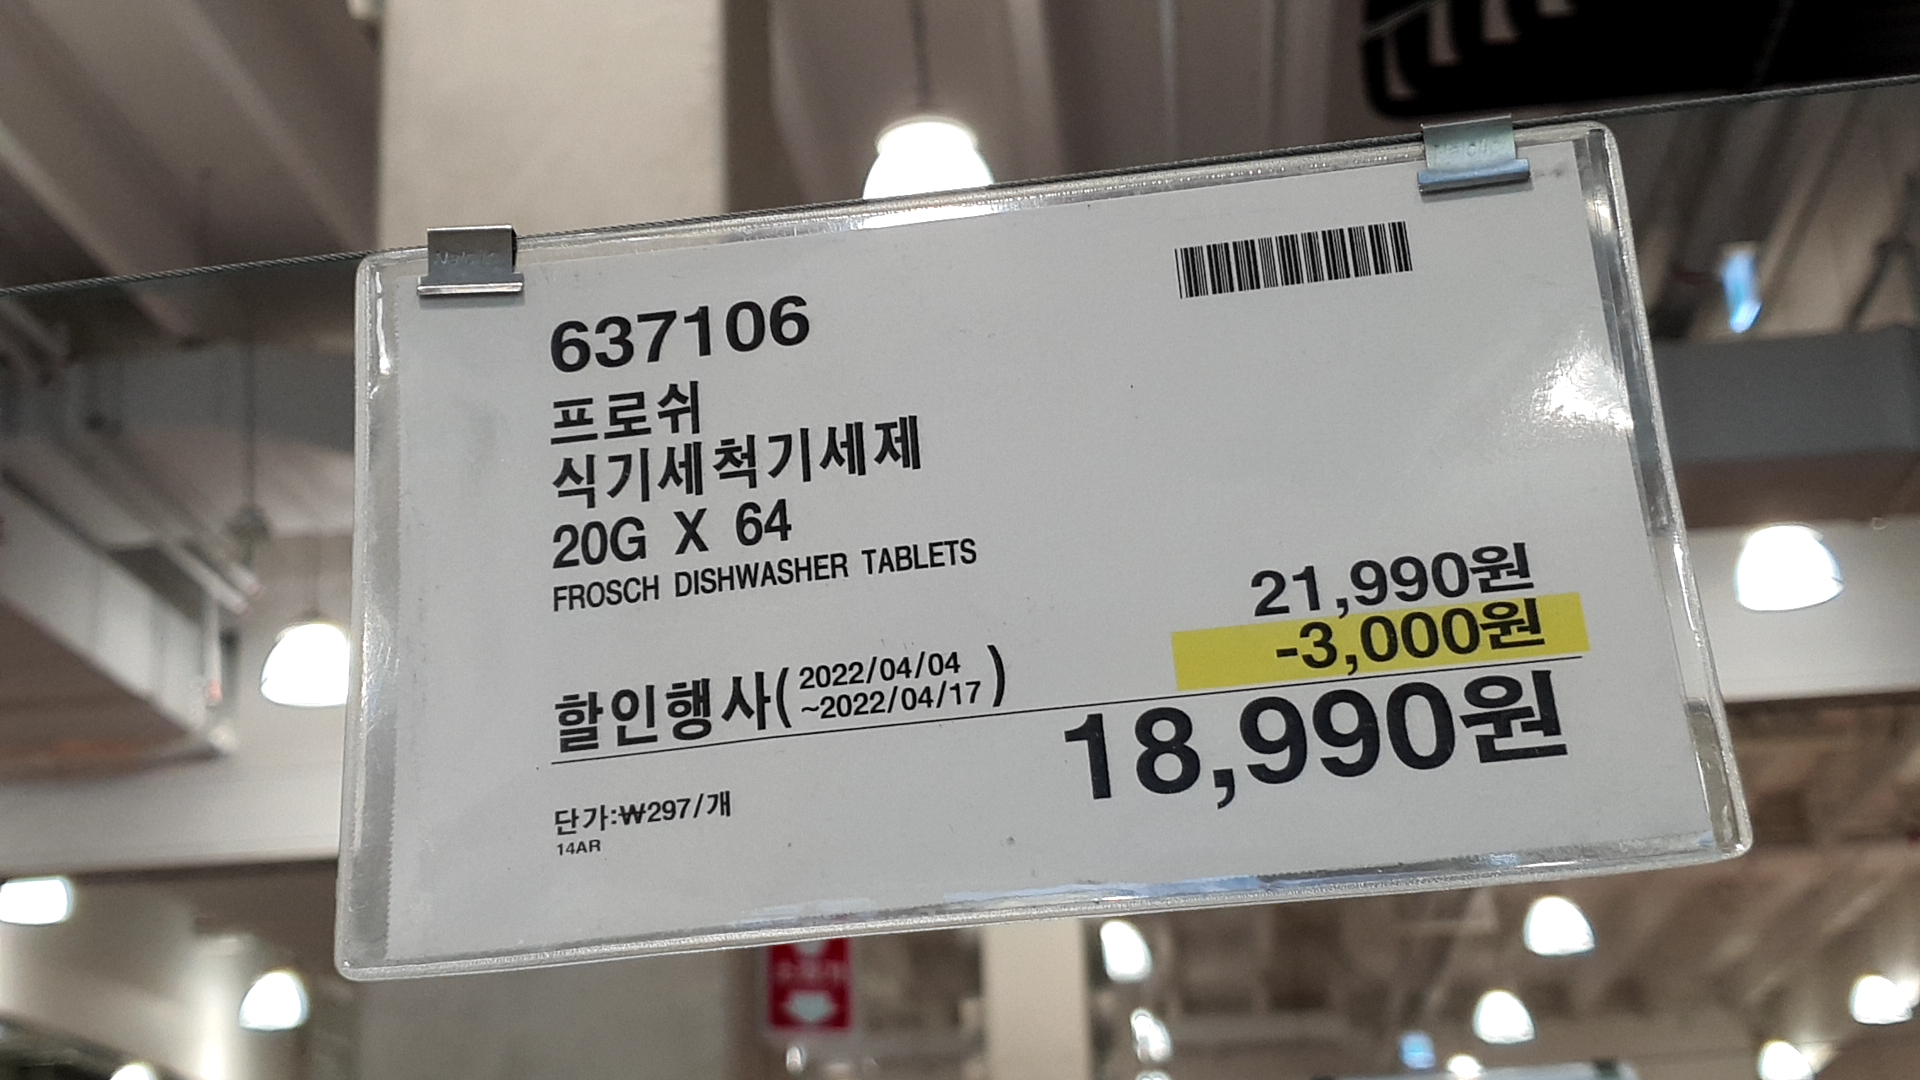 637106
프로쉬
식기세척기세제
20G X 64
FROSCH DISHWASHER TABLETS
21,990원
-3,000원
할인행사(2022/04/04
~2022/04/17)
18,990원
단가:₩297/개
14AR